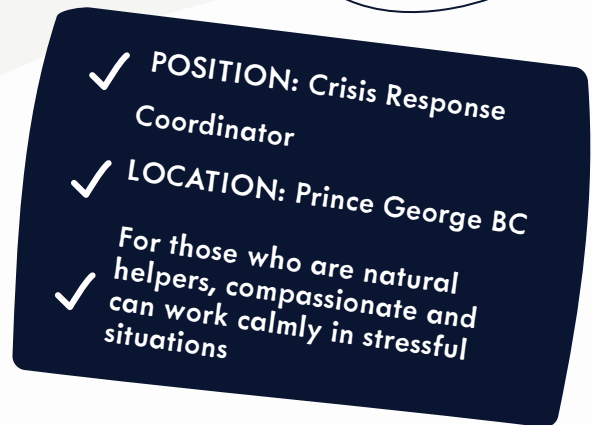 POSITION: Crisis Response
Coordinator
LOCATION: Prince George BC
For those who are natural
helpers, compassionate and
can work calmly in stressful
situations